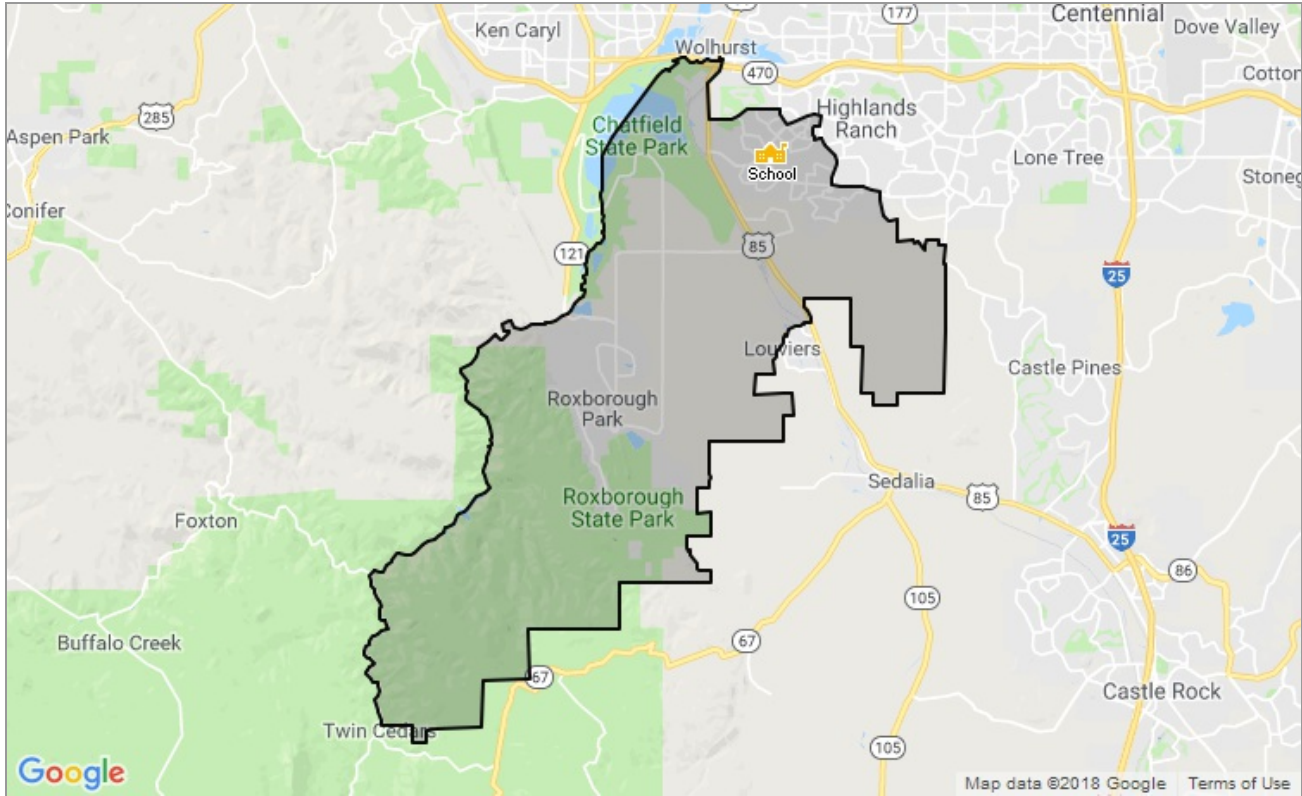 Ken Caryl
Wolhurst
177
Centennial
Dove Valley
470
Cotton
285
Aspen Park
Chatfield
State Park
Highlands
Ranch
School
Lone Tree
Stoneg
Conifer
121
85
25
Louviers
Castle Pines
Roxborough
Park
Sedalia
85
Roxborough
State Park
Foxton
25
86
105
67
Buffalo Creek
67
Castle Rock
Twin Cedars
105
Google
Map data ©2018 Google
Terms of Use